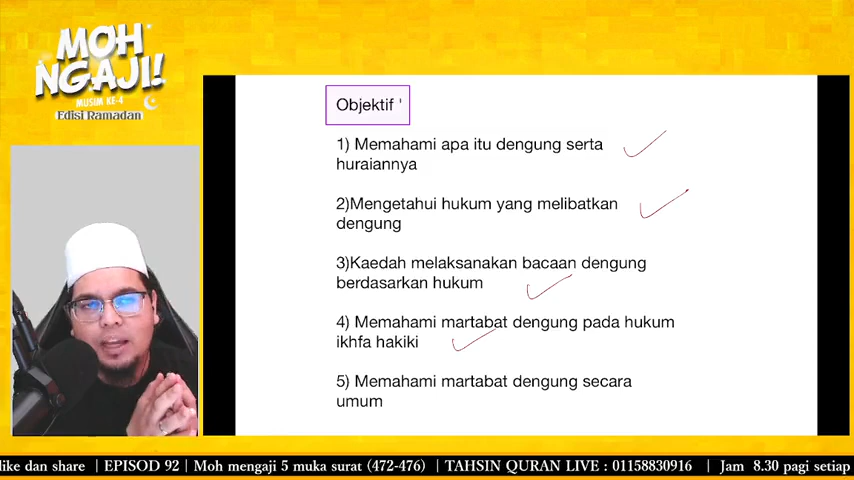 MOH
NGAJI!
MUSIM KE-4
Edisi Ramadan
Objektif '
1) Memahami apa itu dengung serta
huraiannya
2)Mengetahui hukum yang melibatkan
dengung
3)Kaedah melaksanakan bacaan dengung
berdasarkan hukum
4) Memahami martabat dengung pada hukum
ikhfa hakiki
5) Memahami martabat dengung secara
umum
like dan share | EPISOD 92 | Moh mengaji 5 muka surat (472-476) | TAHSIN QURAN LIVE : 01158830916 | Jam 8.30 pagi setiap